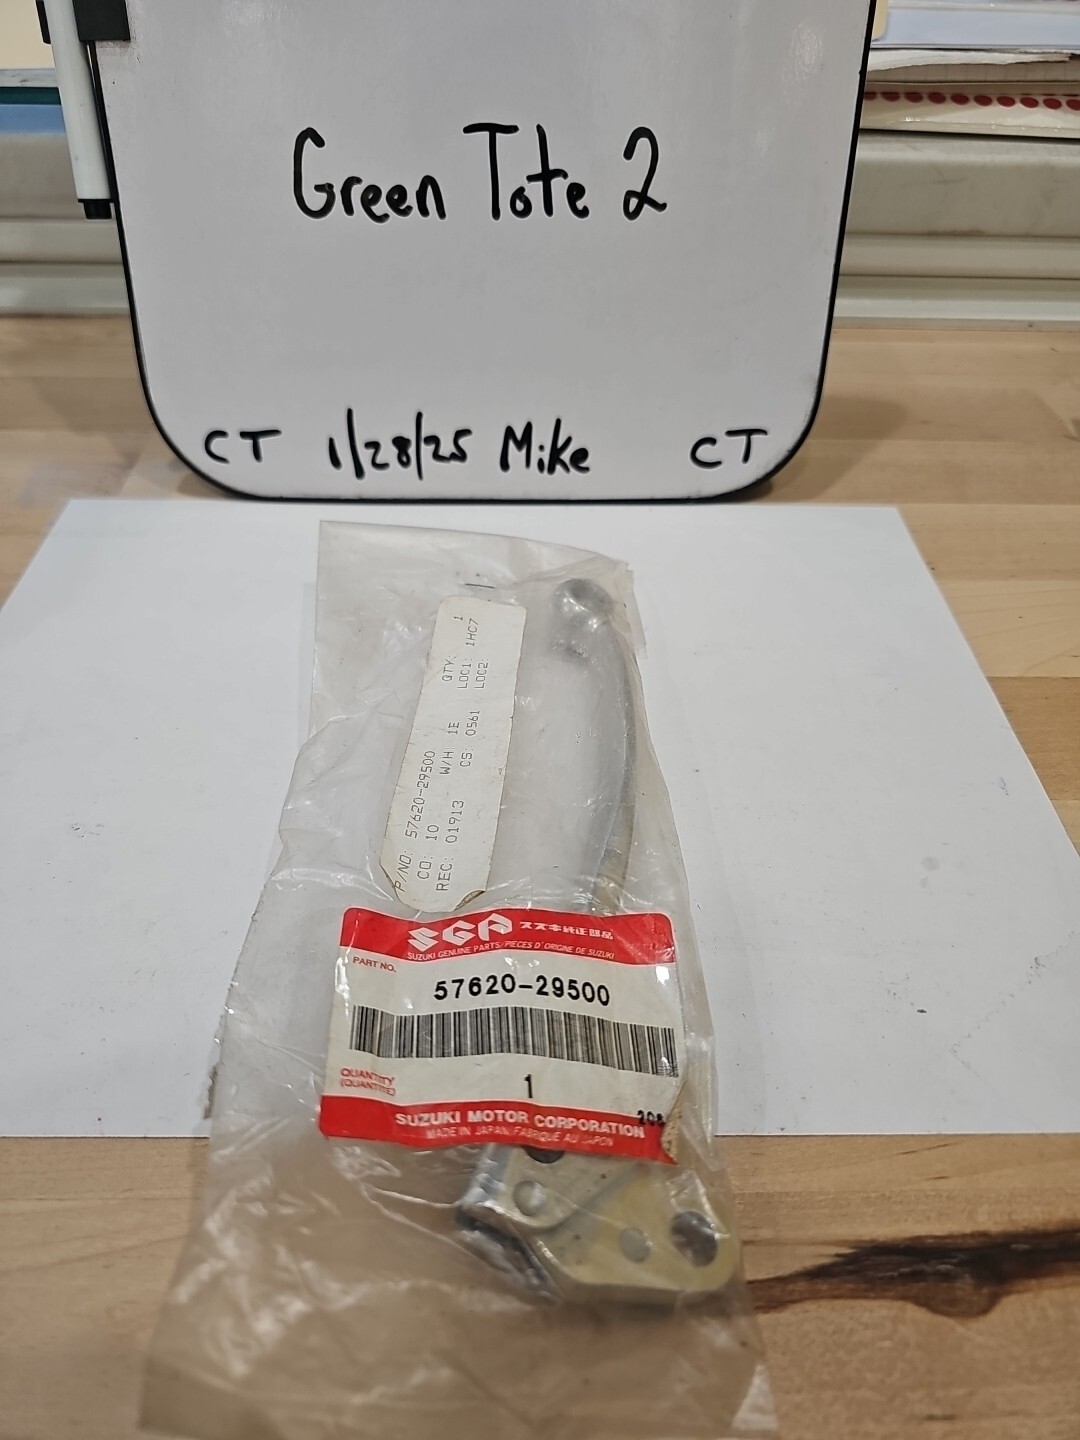 Green Tote 2
CT 1/28/25 Mike CT
P/NO: 57620-29500 QTY: 1
CO: 10 W/H 1E LOC1: 1HC7
REC: 01913 CS: 0561 LOC2:
SGP スズキ純正部品
SUZUKI GENUINE PARTS/PIECES D'ORIGINE DE SUZUKI
PART NO.
57620-29500
QUANTITY
(QUANTITE)
1
SUZUKI MOTOR CORPORATION
MADE IN JAPAN/FABRIQUE AU JAPON